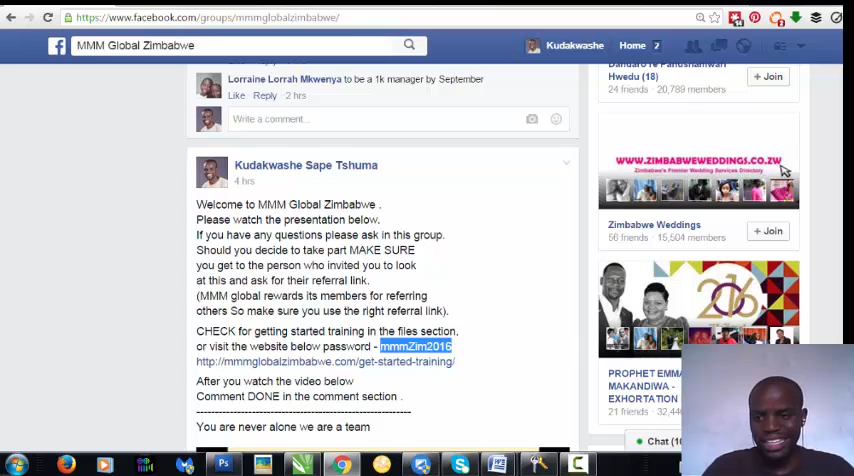 https://www.facebook.com/groups/mmmglobalzimbabwe/
MMM Global Zimbabwe
Kudakwashe
Home 2
Lorraine Lorrah Mkwenya to be a 1k manager by September
Like · Reply · 2 hrs
Write a comment...
Kudakwashe Sape Tshuma
4 hrs
Welcome to MMM Global Zimbabwe .
Please watch the presentation below.
If you have any questions please ask in this group.
Should you decide to take part MAKE SURE
you get to the person who invited you to look
at this and ask for their referral link.
(MMM global rewards its members for referring
others So make sure you use the right referral link).
CHECK for getting started training in the files section,
or visit the website below password - mmmZim2016
http://mmmglobalzimbabwe.com/get-started-training/
After you watch the video below
Comment DONE in the comment section .
-------------------------------------------
You are never alone we are a team
Hwedu (18)
24 friends · 20,789 members
+ Join
WWW.ZIMBABWEWEDDINGS.CO.ZW
Zimbabwe's Premier Wedding Services Directory
Zimbabwe Weddings
56 friends · 15,504 members
+ Join
2016
PROPHET EMMA
MAKANDIWA -
EXHORTATION
21 friends · 32,44
Chat (10